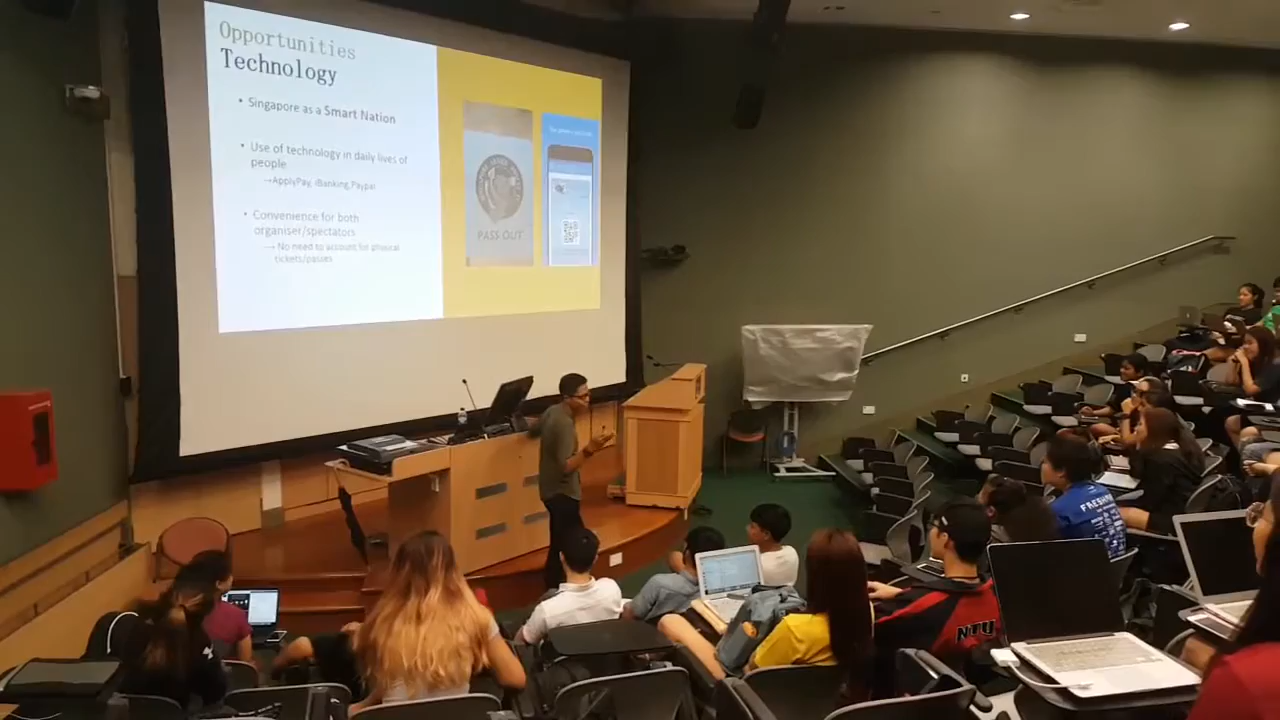 Opportunities
Technology
• Singapore as a Smart Nation
• Use of technology in daily lives of
people
→ApplyPay, iBanking,Paypal
• Convenience for both
organiser/spectators
→ No need to account for physical
tickets/passes
PASS OUT
FRESHM
NTU